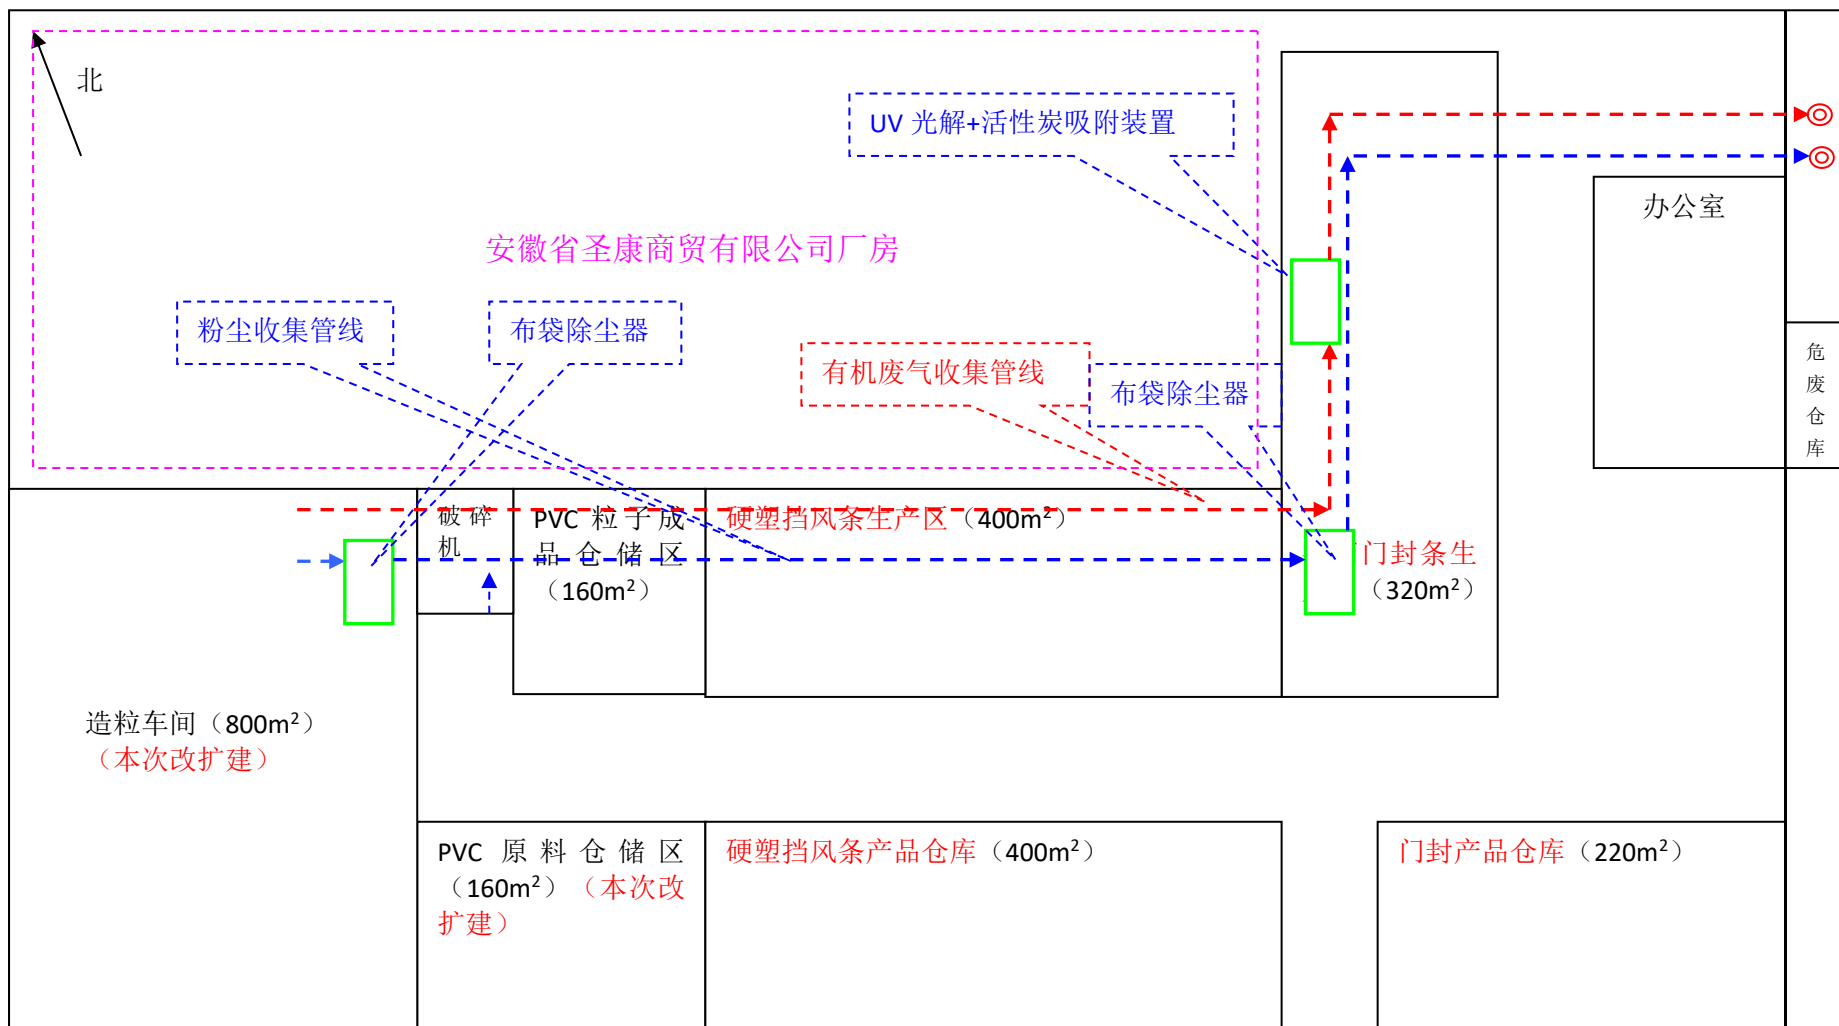 北
UV 光解+活性炭吸附装置
办公室
安徽省圣康商贸有限公司厂房
粉尘收集管线
布袋除尘器
有机废气收集管线
布袋除尘器
危
废
仓
库
破碎
机
PVC 粒子成
品仓储区
（160m²）
硬塑挡风条生产区（400m²）
门封条生
（320m²）
造粒车间（800m²）
（本次改扩建）
PVC 原料仓储区
（160m²）（本次改
扩建）
硬塑挡风条产品仓库（400m²）
门封产品仓库（220m²）